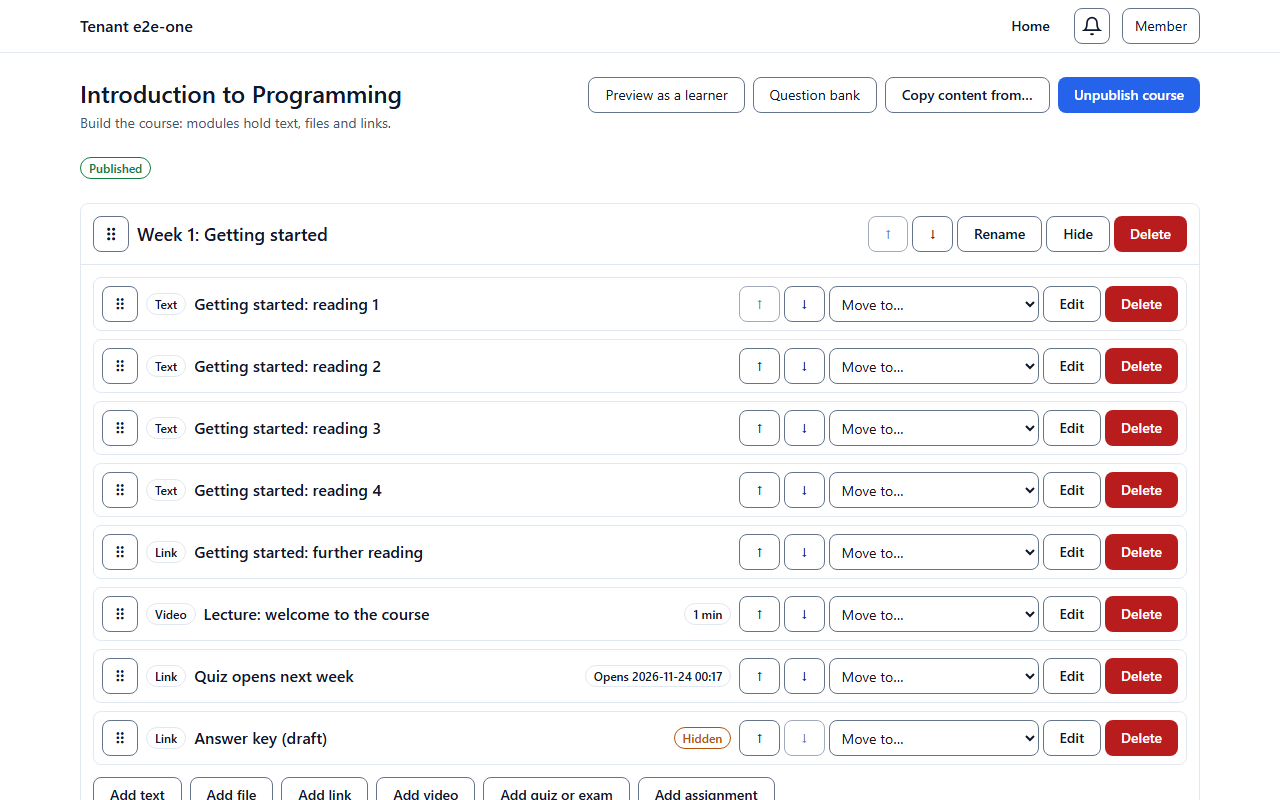 Tenant e2e-one
Home
Member
Introduction to Programming
Preview as a learner
Question bank
Copy content from...
Unpublish course
Build the course: modules hold text, files and links.
Published
Week 1: Getting started
↑ ↓ Rename Hide Delete
Text Getting started: reading 1 ↑ ↓ Move to... Edit Delete
Text Getting started: reading 2 ↑ ↓ Move to... Edit Delete
Text Getting started: reading 3 ↑ ↓ Move to... Edit Delete
Text Getting started: reading 4 ↑ ↓ Move to... Edit Delete
Link Getting started: further reading ↑ ↓ Move to... Edit Delete
Video Lecture: welcome to the course 1 min ↑ ↓ Move to... Edit Delete
Link Quiz opens next week Opens 2026-11-24 00:17 ↑ ↓ Move to... Edit Delete
Link Answer key (draft) Hidden ↑ ↓ Move to... Edit Delete
Add text Add file Add link Add video Add quiz or exam Add assignment